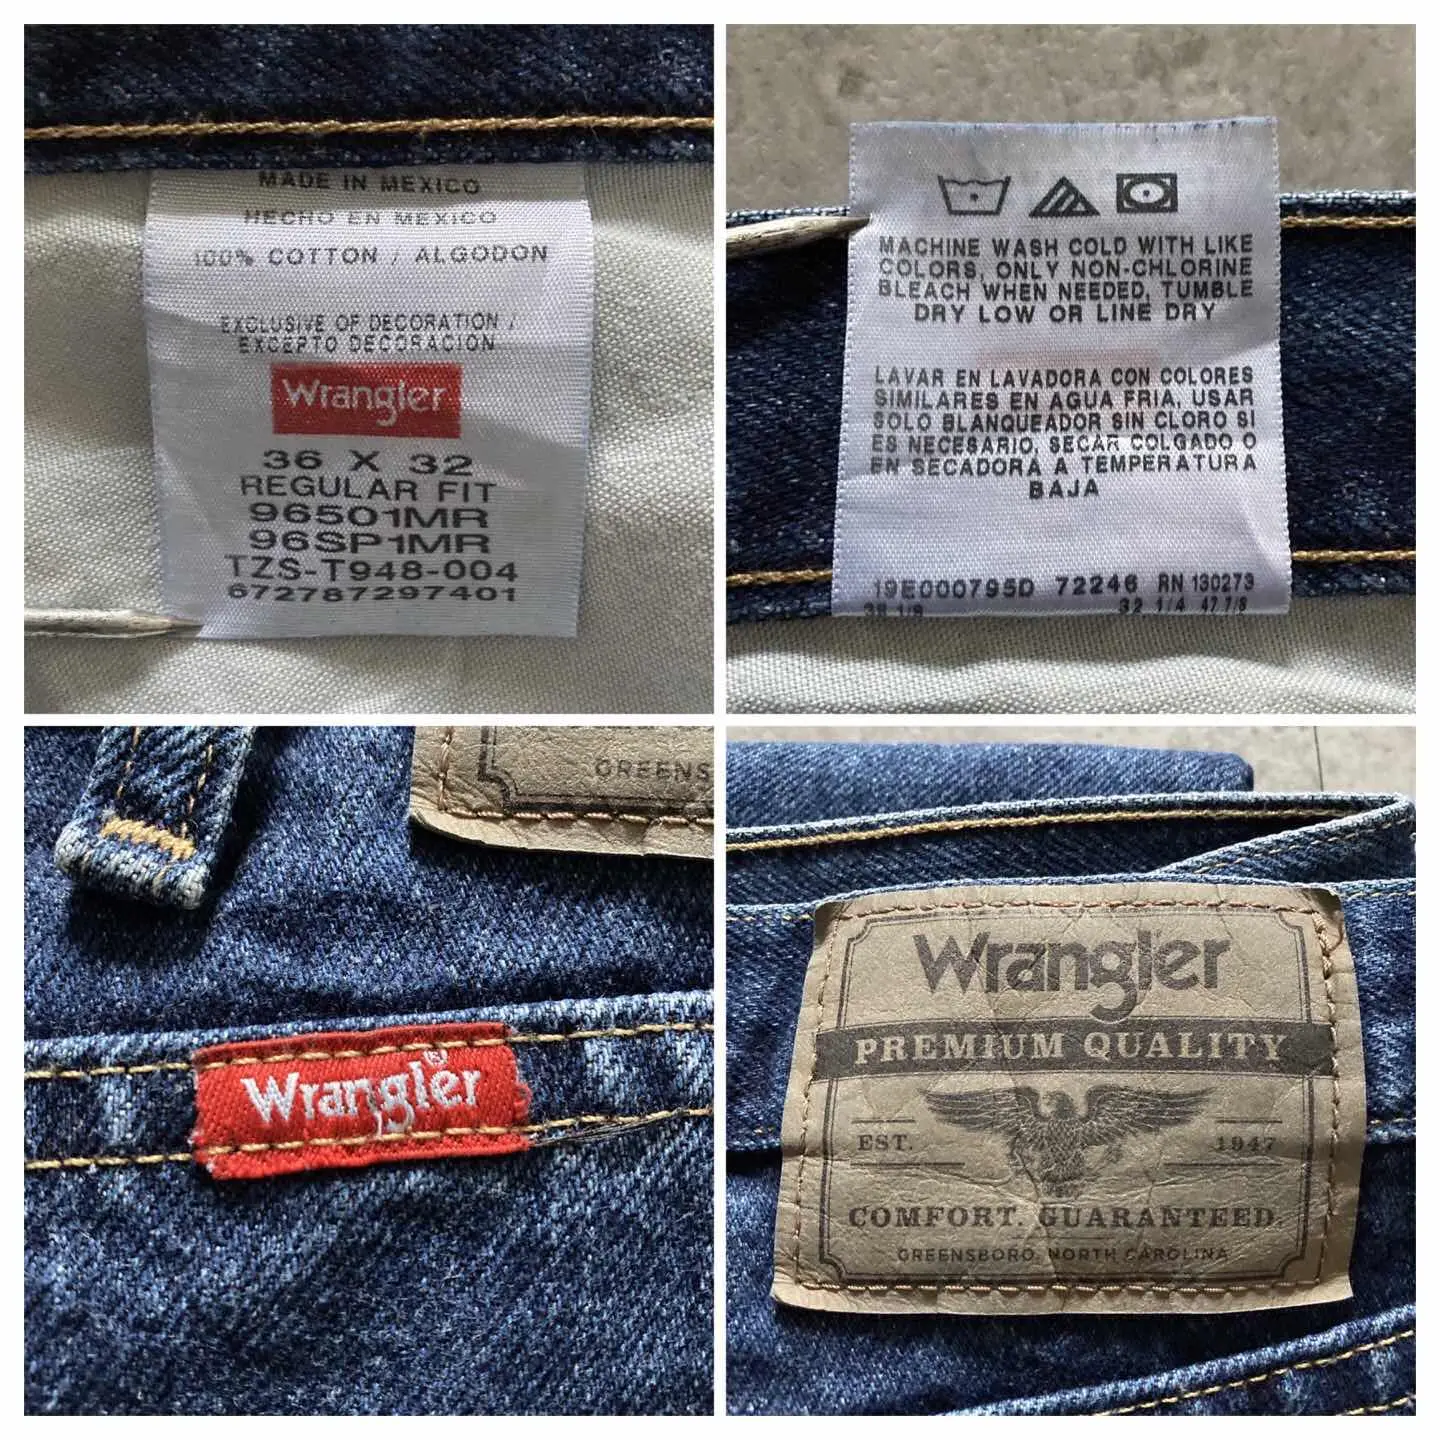 MADE IN MEXICO
HECHO EN MEXICO
100% COTTON / ALGODON
EXCLUSIVE OF DECORATION /
EXCEPTO DECORACION
Wrangler
36 X 32
REGULAR FIT
96501MR
96SP1MR
TZS-T948-004
672787297401
MACHINE WASH COLD WITH LIKE
COLORS, ONLY NON-CHLORINE
BLEACH WHEN NEEDED, TUMBLE
DRY LOW OR LINE DRY
LAVAR EN LAVADORA CON COLORES
SIMILARES EN AGUA FRIA, USAR
SOLO BLANQUEADOR SIN CLORO SI
ES NECESARIO, SECAR COLGADO O
EN SECADORA A TEMPERATURA
BAJA
19E000795D 72246 RN 130273
32 1/4 47 7/8
GREENS
Wrangler®
Wrangler
PREMIUM QUALITY
EST. 1947
COMFORT. GUARANTEED.
GREENSBORO, NORTH CAROLINA